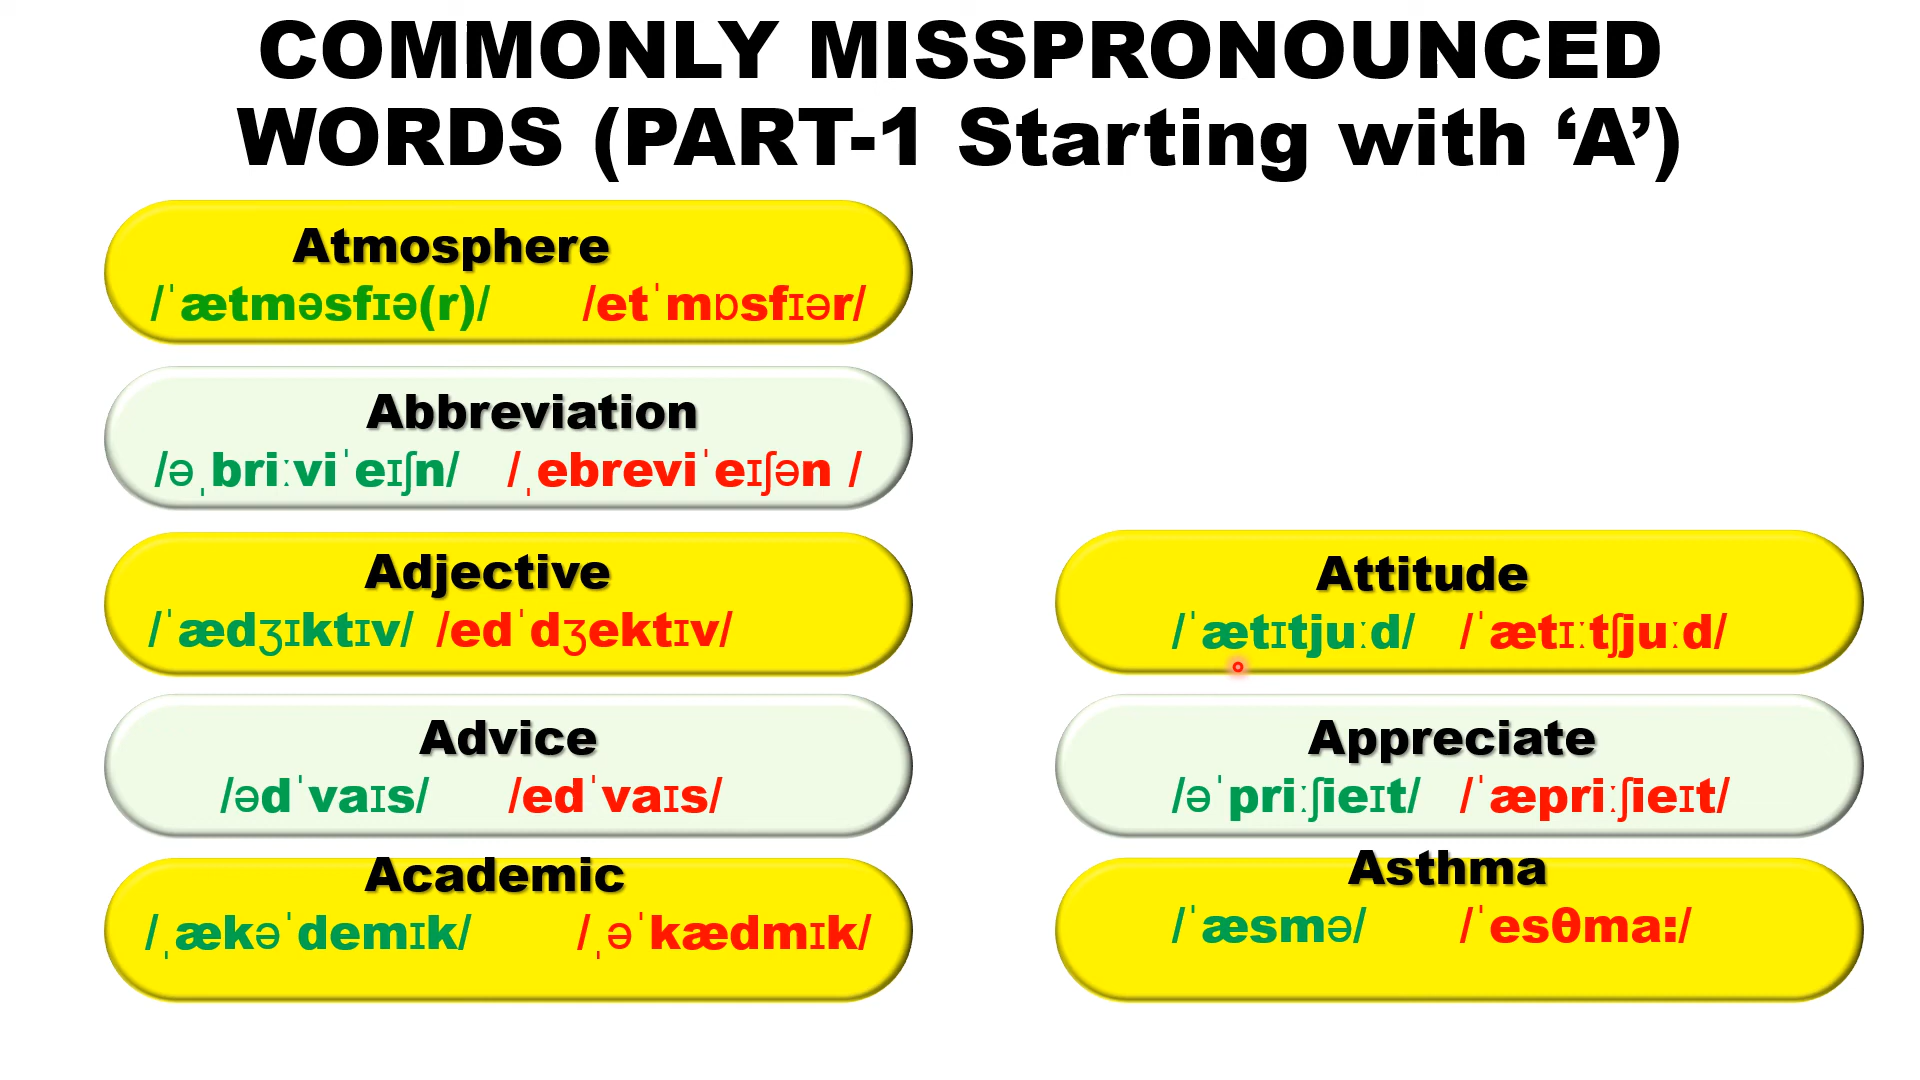 COMMONLY MISSPRONOUNCED
WORDS (PART-1 Starting with ‘A’)
Atmosphere
/ˈætməsfɪə(r)/ /etˈmɒsfɪər/
Abbreviation
/əˌbriːviˈeɪʃn/ /ˌebreviˈeɪʃən /
Adjective
/ˈædʒɪktɪv/ /edˈdʒektɪv/
Advice
/ədˈvaɪs/ /edˈvaɪs/
Academic
/ˌækəˈdemɪk/ /ˌəˈkædmɪk/
Attitude
/ˈætɪtjuːd/ /ˈætɪːtʃjuːd/
Appreciate
/əˈpriːʃieɪt/ /ˈæpriːʃieɪt/
Asthma
/ˈæsmə/ /ˈesθma:/